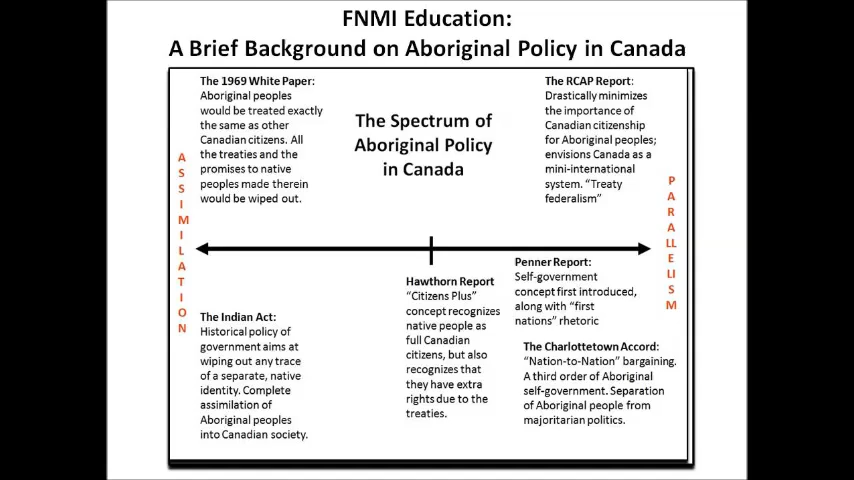 FNMI Education:
A Brief Background on Aboriginal Policy in Canada
The 1969 White Paper:
Aboriginal peoples
would be treated exactly
the same as other
Canadian citizens. All
the treaties and the
promises to native
peoples made therein
would be wiped out.
The Spectrum of
Aboriginal Policy
in Canada
The RCAP Report:
Drastically minimizes
the importance of
Canadian citizenship
for Aboriginal peoples;
envisions Canada as a
mini-international
system. “Treaty
federalism”
ASSIMILATION
PARALLELISM
The Indian Act:
Historical policy of
government aims at
wiping out any trace
of a separate, native
identity. Complete
assimilation of
Aboriginal peoples
into Canadian society.
Hawthorn Report
“Citizens Plus”
concept recognizes
native people as
full Canadian
citizens, but also
recognizes that
they have extra
rights due to the
treaties.
Penner Report:
Self-government
concept first introduced,
along with “first
nations” rhetoric
The Charlottetown Accord:
“Nation-to-Nation” bargaining.
A third order of Aboriginal
self-government. Separation
of Aboriginal people from
majoritarian politics.